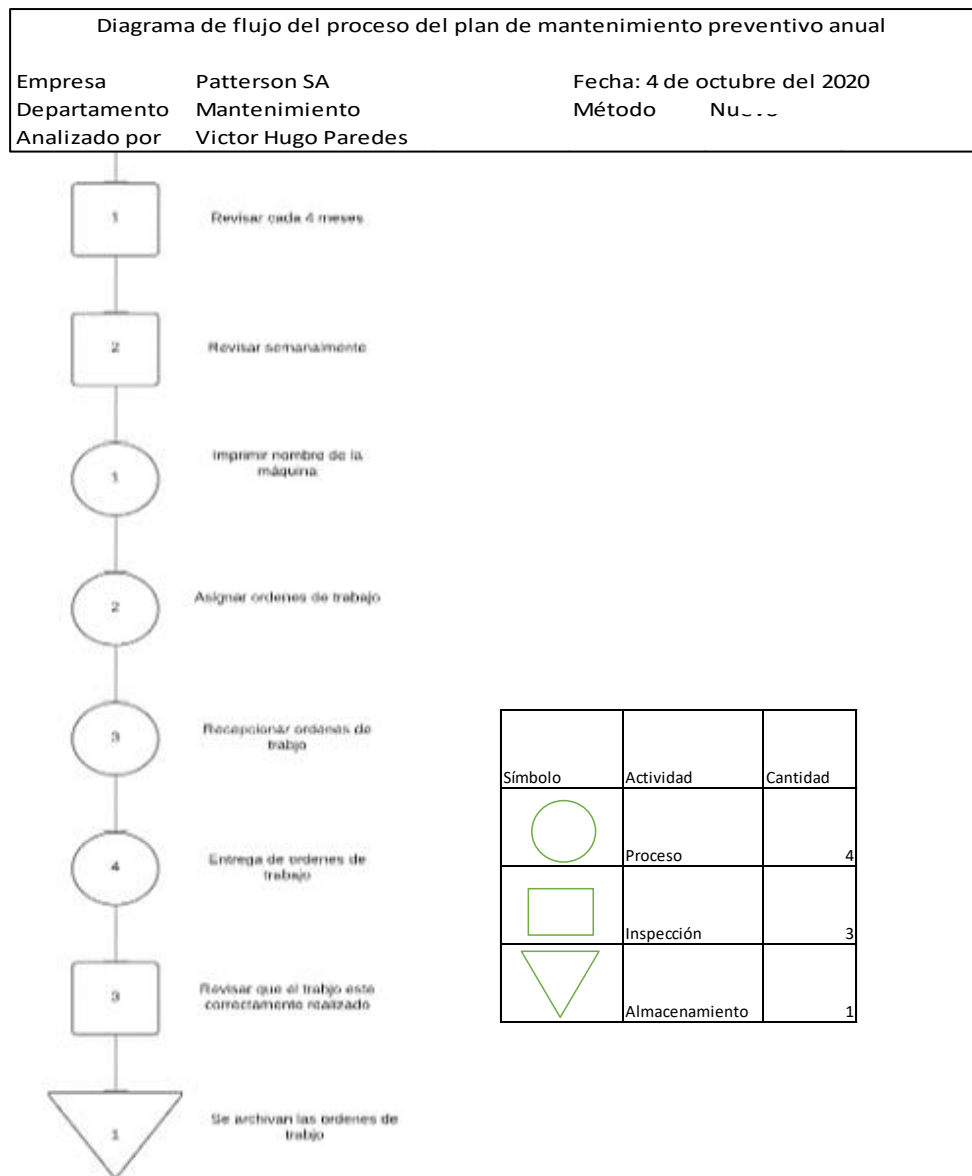 Diagrama de flujo del proceso del plan de mantenimiento preventivo anual
Empresa Patterson SA Fecha: 4 de octubre del 2020
Departamento Mantenimiento Método
Analizado por Victor Hugo Paredes
1 Revisar cada 4 meses
2 Revisar semanalmente
1 Imprimir nombre de la
máquina
2 Asignar ordenes de trabajo
3 Recepcionar ordenes de
trabjo
4 Entrega de ordenes de
trabajo
3 Revisar que el trabjo este
correctamente realizado
1 Se archivan las ordenes de
trabjo
Símbolo Actividad Cantidad
Proceso 4
Inspección 3
Almacenamiento 1